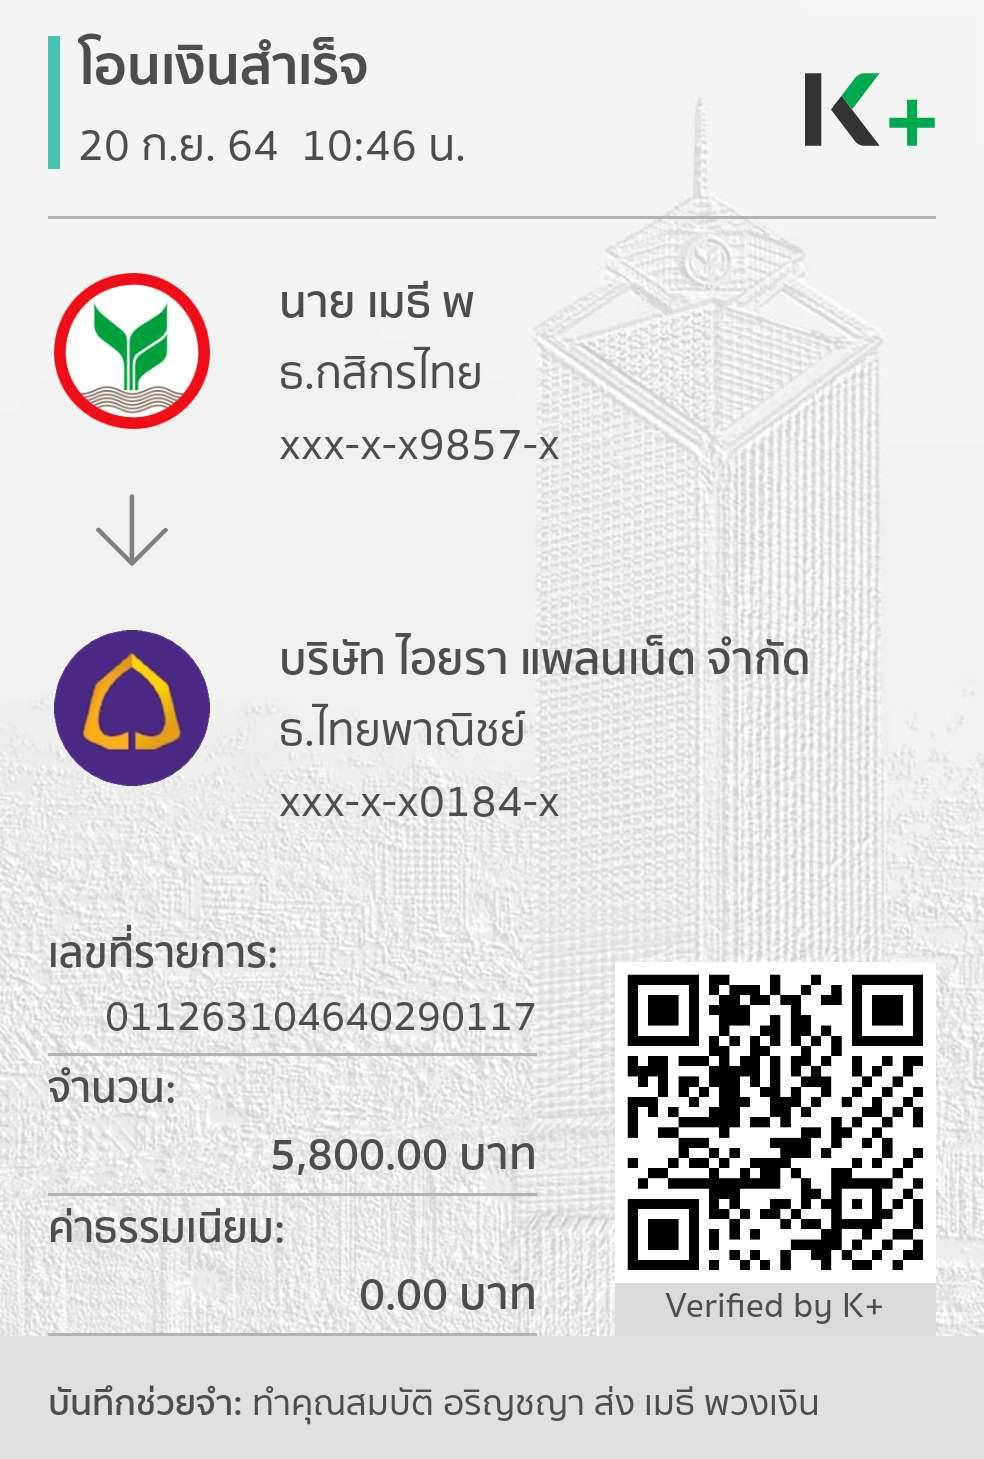 โอนเงินสำเร็จ
20 ก.ย. 64  10:46 น.
K+
นาย เมธี พ
ธ.กสิกรไทย
xxx-x-x9857-x
บริษัท ไอยรา แพลนเน็ต จำกัด
ธ.ไทยพาณิชย์
xxx-x-x0184-x
เลขที่รายการ:
011263104640290117
จำนวน:
5,800.00 บาท
ค่าธรรมเนียม:
0.00 บาท
Verified by K+
บันทึกช่วยจำ: ทำคุณสมบัติ อริญชญา ส่ง เมธี พวงเงิน